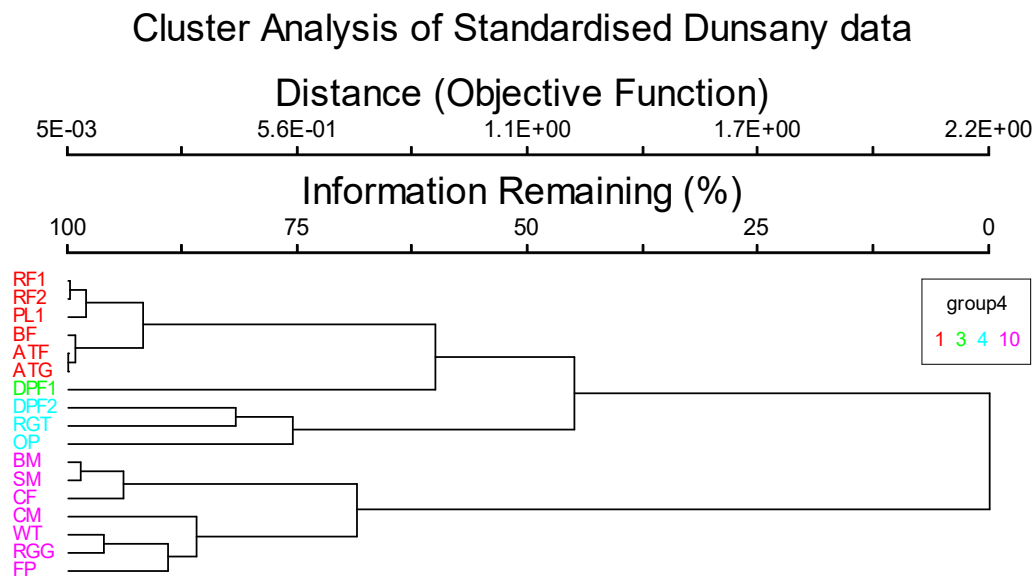 Cluster Analysis of Standardised Dunsany data
Distance (Objective Function)
5E-03 5.6E-01 1.1E+00 1.7E+00 2.2E+00
Information Remaining (%)
100 75 50 25 0
RF1
RF2
PL1
BF
ATF
ATG
DPF1
DPF2
RGT
OP
BM
SM
CF
CM
WT
RGG
FP
group4
1 3 4 10